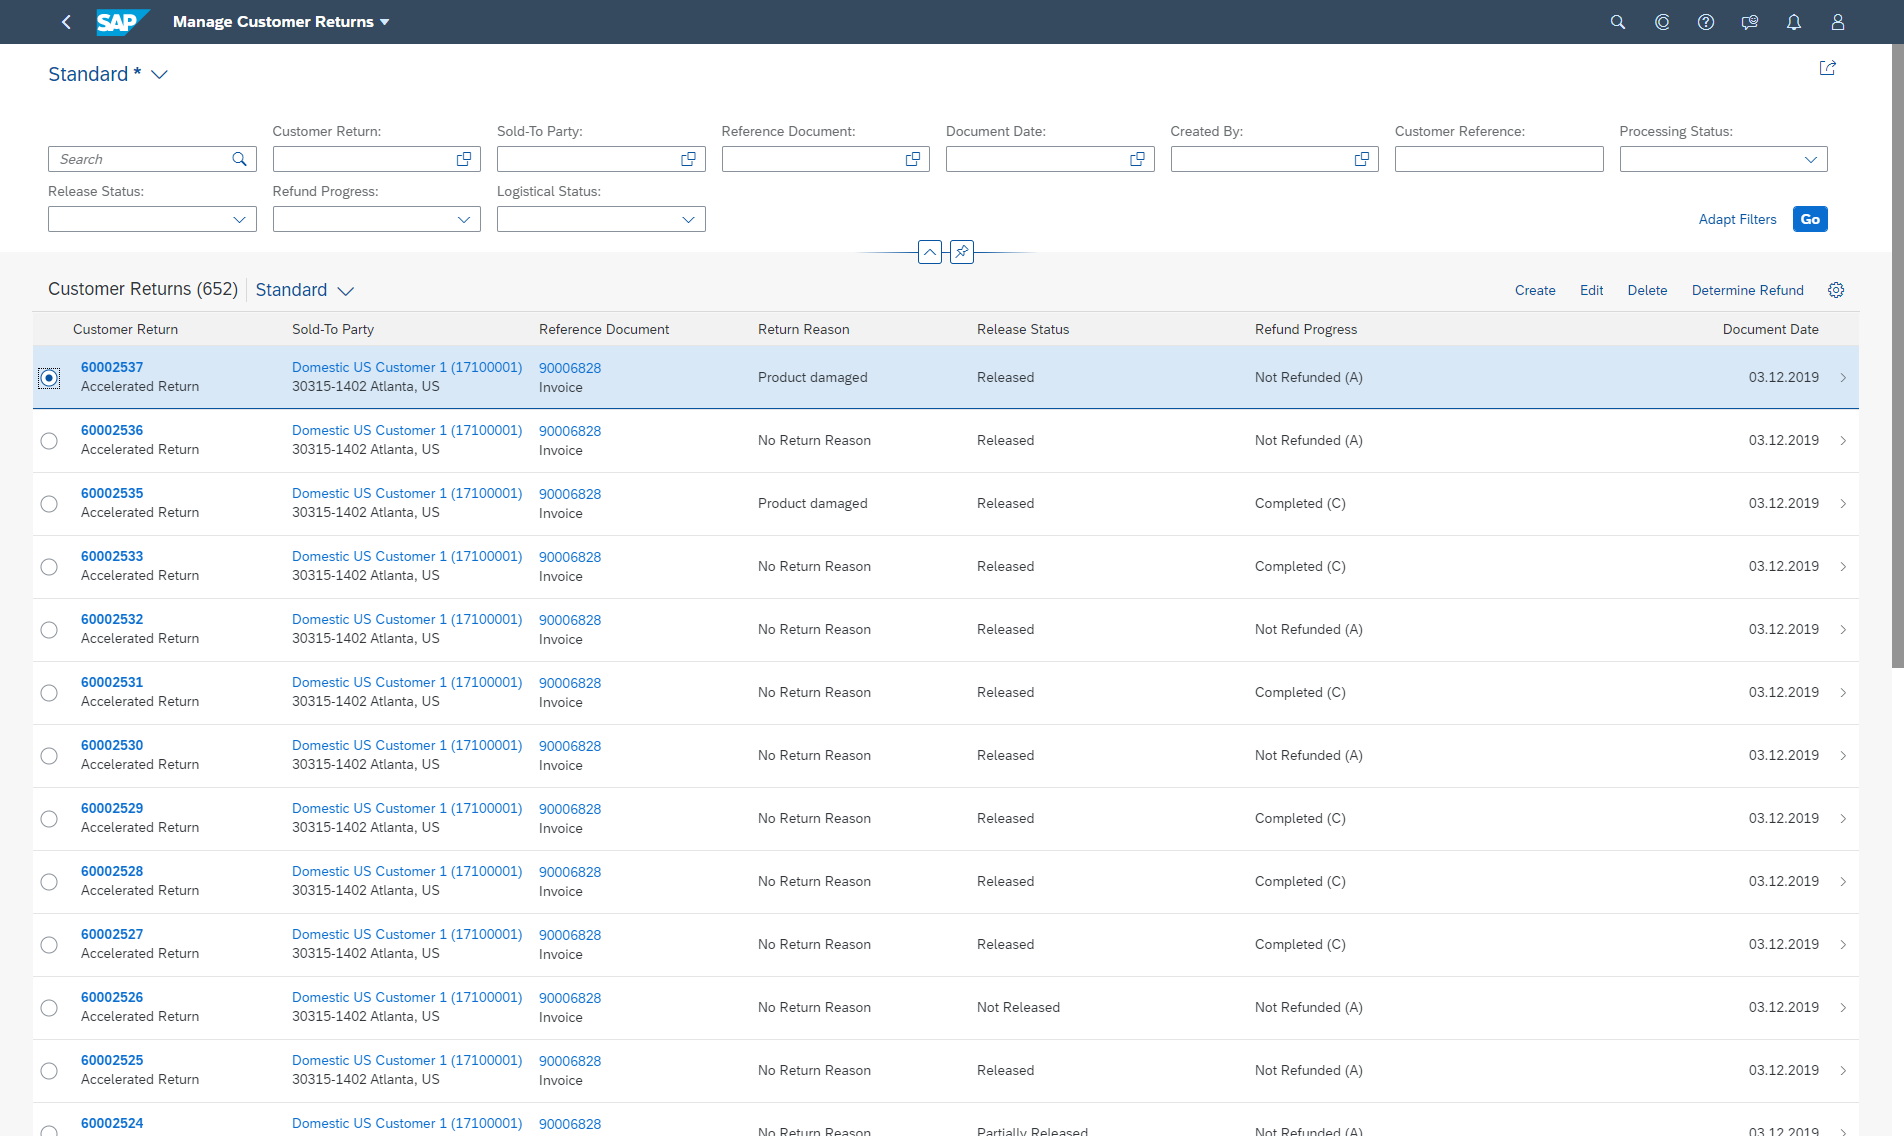 SAP Manage Customer Returns
Standard *
Customer Return: Sold-To Party: Reference Document: Document Date: Created By: Customer Reference: Processing Status:
Search
Release Status: Refund Progress: Logistical Status:
Adapt Filters Go
Customer Returns (652) Standard Create Edit Delete Determine Refund
Customer Return Sold-To Party Reference Document Return Reason Release Status Refund Progress Document Date
60002537 Domestic US Customer 1 (17100001) 90006828
Product damaged Released Not Refunded (A) 03.12.2019
Accelerated Return 30315-1402 Atlanta, US Invoice
60002536 Domestic US Customer 1 (17100001) 90006828
No Return Reason Released Not Refunded (A) 03.12.2019
Accelerated Return 30315-1402 Atlanta, US Invoice
60002535 Domestic US Customer 1 (17100001) 90006828
Product damaged Released Completed (C) 03.12.2019
Accelerated Return 30315-1402 Atlanta, US Invoice
60002533 Domestic US Customer 1 (17100001) 90006828
No Return Reason Released Completed (C) 03.12.2019
Accelerated Return 30315-1402 Atlanta, US Invoice
60002532 Domestic US Customer 1 (17100001) 90006828
No Return Reason Released Not Refunded (A) 03.12.2019
Accelerated Return 30315-1402 Atlanta, US Invoice
60002531 Domestic US Customer 1 (17100001) 90006828
No Return Reason Released Completed (C) 03.12.2019
Accelerated Return 30315-1402 Atlanta, US Invoice
60002530 Domestic US Customer 1 (17100001) 90006828
No Return Reason Released Not Refunded (A) 03.12.2019
Accelerated Return 30315-1402 Atlanta, US Invoice
60002529 Domestic US Customer 1 (17100001) 90006828
No Return Reason Released Completed (C) 03.12.2019
Accelerated Return 30315-1402 Atlanta, US Invoice
60002528 Domestic US Customer 1 (17100001) 90006828
No Return Reason Released Completed (C) 03.12.2019
Accelerated Return 30315-1402 Atlanta, US Invoice
60002527 Domestic US Customer 1 (17100001) 90006828
No Return Reason Released Completed (C) 03.12.2019
Accelerated Return 30315-1402 Atlanta, US Invoice
60002526 Domestic US Customer 1 (17100001) 90006828
No Return Reason Not Released Not Refunded (A) 03.12.2019
Accelerated Return 30315-1402 Atlanta, US Invoice
60002525 Domestic US Customer 1 (17100001) 90006828
No Return Reason Released Not Refunded (A) 03.12.2019
Accelerated Return 30315-1402 Atlanta, US Invoice
60002524 Domestic US Customer 1 (17100001) 90006828
No Return Reason Partially Released Not Refunded (A) 03.12.2019